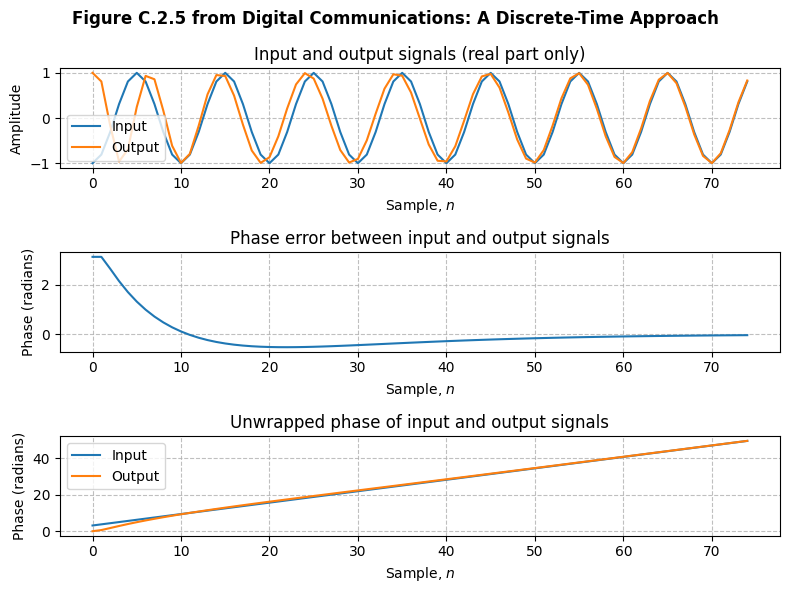 Figure C.2.5 from Digital Communications: A Discrete-Time Approach
Input and output signals (real part only)
Amplitude
1
0
−1
Input
Output
0 10 20 30 40 50 60 70
Sample, n
Phase error between input and output signals
Phase (radians)
2
0
0 10 20 30 40 50 60 70
Sample, n
Unwrapped phase of input and output signals
Phase (radians)
40
20
0
Input
Output
0 10 20 30 40 50 60 70
Sample, n